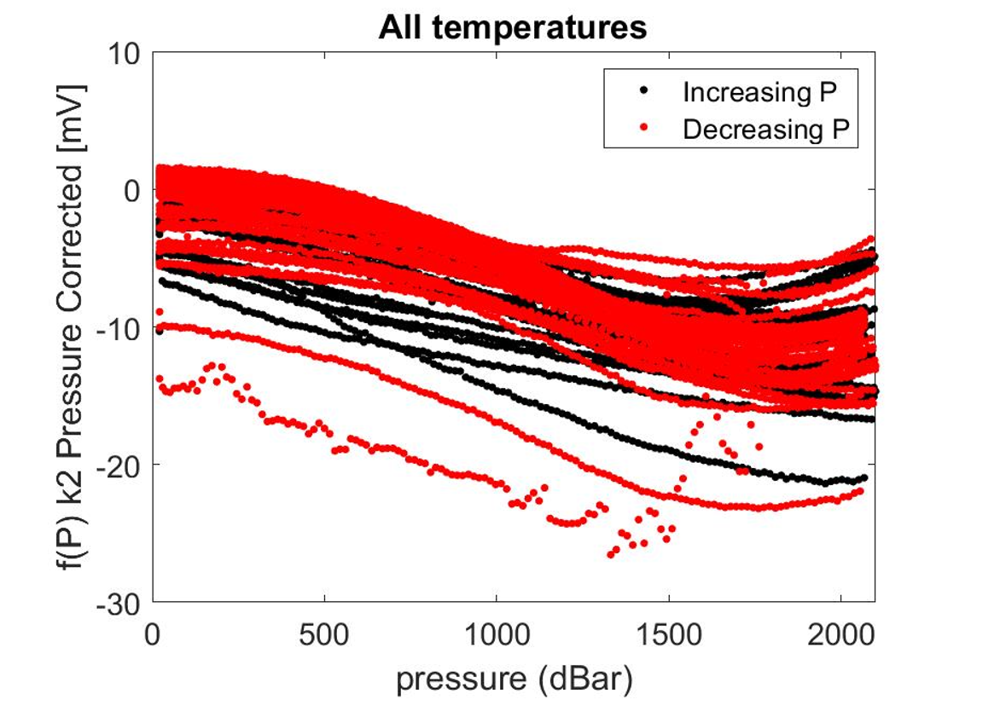 All temperatures
10
0
-10
-20
-30
f(P) k2 Pressure Corrected [mV]
Increasing P
Decreasing P
0 500 1000 1500 2000
pressure (dBar)